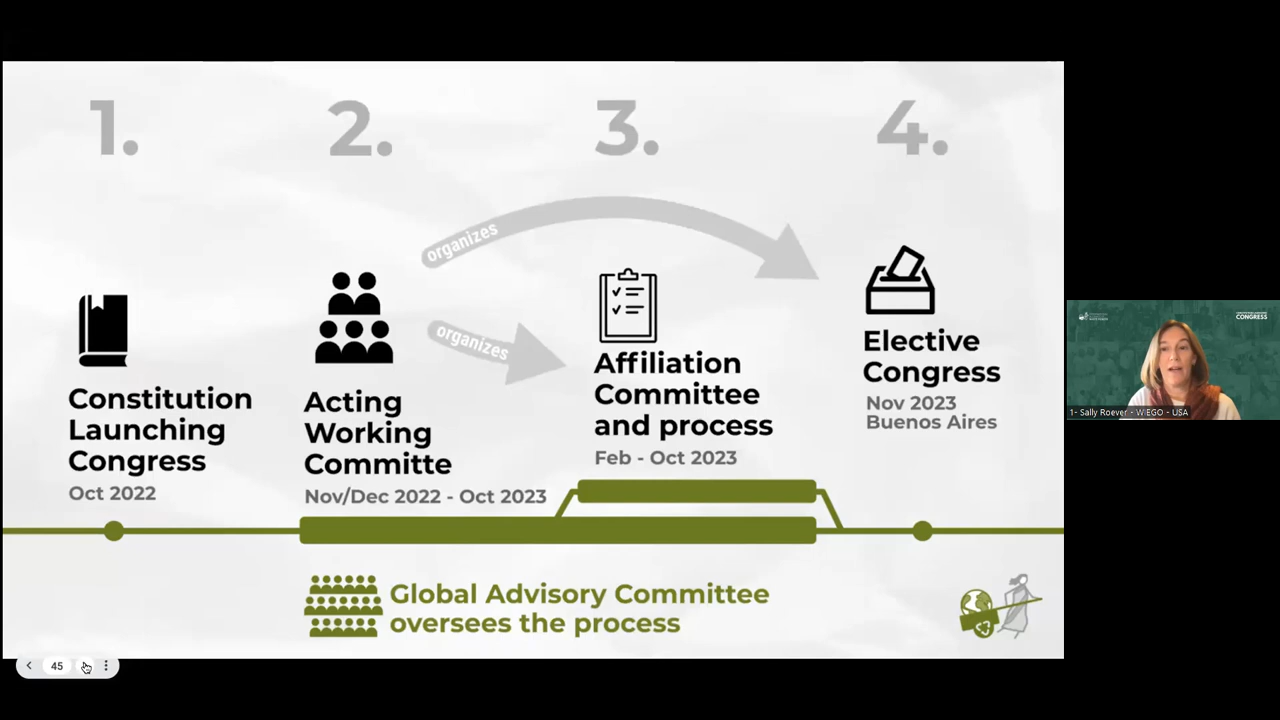 1.
2.
3.
4.
organizes
organizes
Constitution
Launching
Congress
Oct 2022
Acting
Working
Committe
Nov/Dec 2022 - Oct 2023
Affiliation
Committee
and process
Feb - Oct 2023
Elective
Congress
Nov 2023
Buenos Aires
Global Advisory Committee
oversees the process
45
CONGRESS
1- Sally Roever - WIEGO - USA